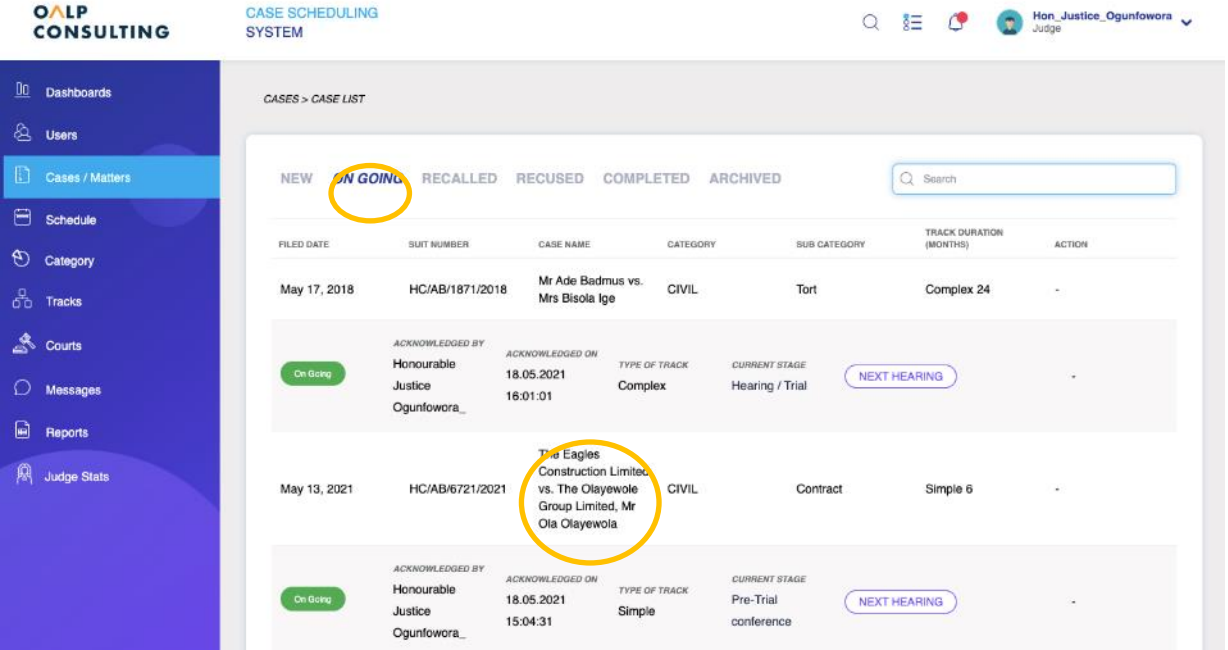 OALP
CONSULTING
CASE SCHEDULING
SYSTEM
Hon_Justice_Ogunfowora
Judge
Dashboards
Users
Cases / Matters
Schedule
Category
Tracks
Courts
Messages
Reports
Judge Stats
CASES > CASE LIST
NEW ON GOING RECALLED RECUSED COMPLETED ARCHIVED
Search
FILED DATE SUIT NUMBER CASE NAME CATEGORY SUB CATEGORY TRACK DURATION (MONTHS) ACTION
May 17, 2018 HC/AB/1871/2018 Mr Ade Badmus vs.
Mrs Bisola Ige CIVIL Tort Complex 24 -
On Going
ACKNOWLEDGED BY
Honourable
Justice
Ogunfowora_
ACKNOWLEDGED ON
18.05.2021
16:01:01
TYPE OF TRACK
Complex
CURRENT STAGE
Hearing / Trial
NEXT HEARING
-
May 13, 2021 HC/AB/6721/2021
The Eagles
Construction Limited
vs. The Olayewole
Group Limited, Mr
Ola Olayewola
CIVIL Contract Simple 6 -
On Going
ACKNOWLEDGED BY
Honourable
Justice
Ogunfowora_
ACKNOWLEDGED ON
18.05.2021
15:04:31
TYPE OF TRACK
Simple
CURRENT STAGE
Pre-Trial
conference
NEXT HEARING
-